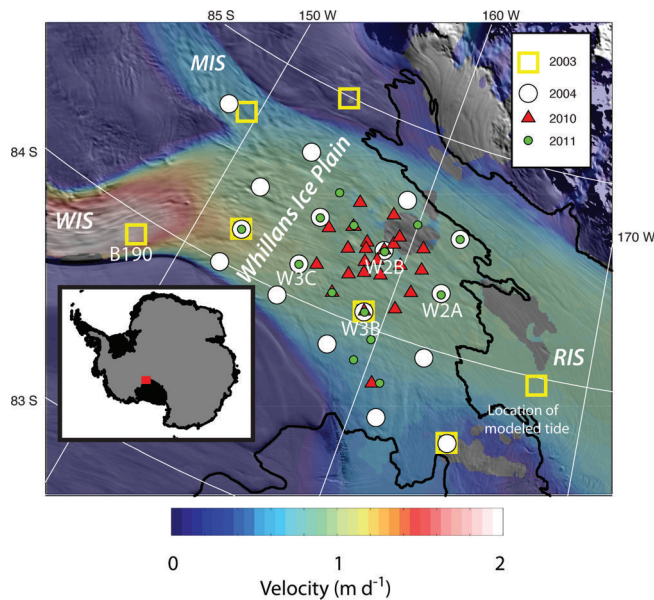 85 S
150 W
160 W
MIS
2003
2004
2010
2011
84 S
Whillans Ice Plain
WIS
B190
170 W
W3C
W2B
W2A
W3B
RIS
Location of
modeled tide
83 S
0
1
2
Velocity (m d⁻¹)